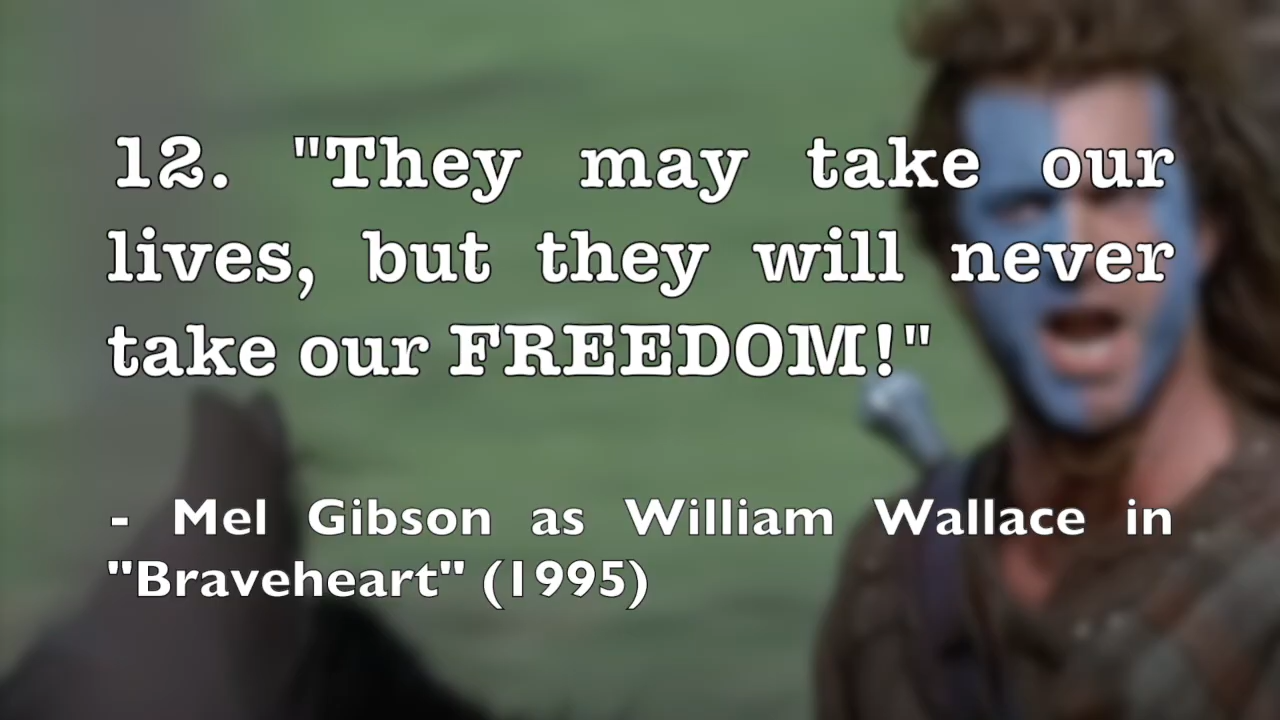 12. "They may take our
lives, but they will never
take our FREEDOM!"
- Mel Gibson as William Wallace in
"Braveheart" (1995)